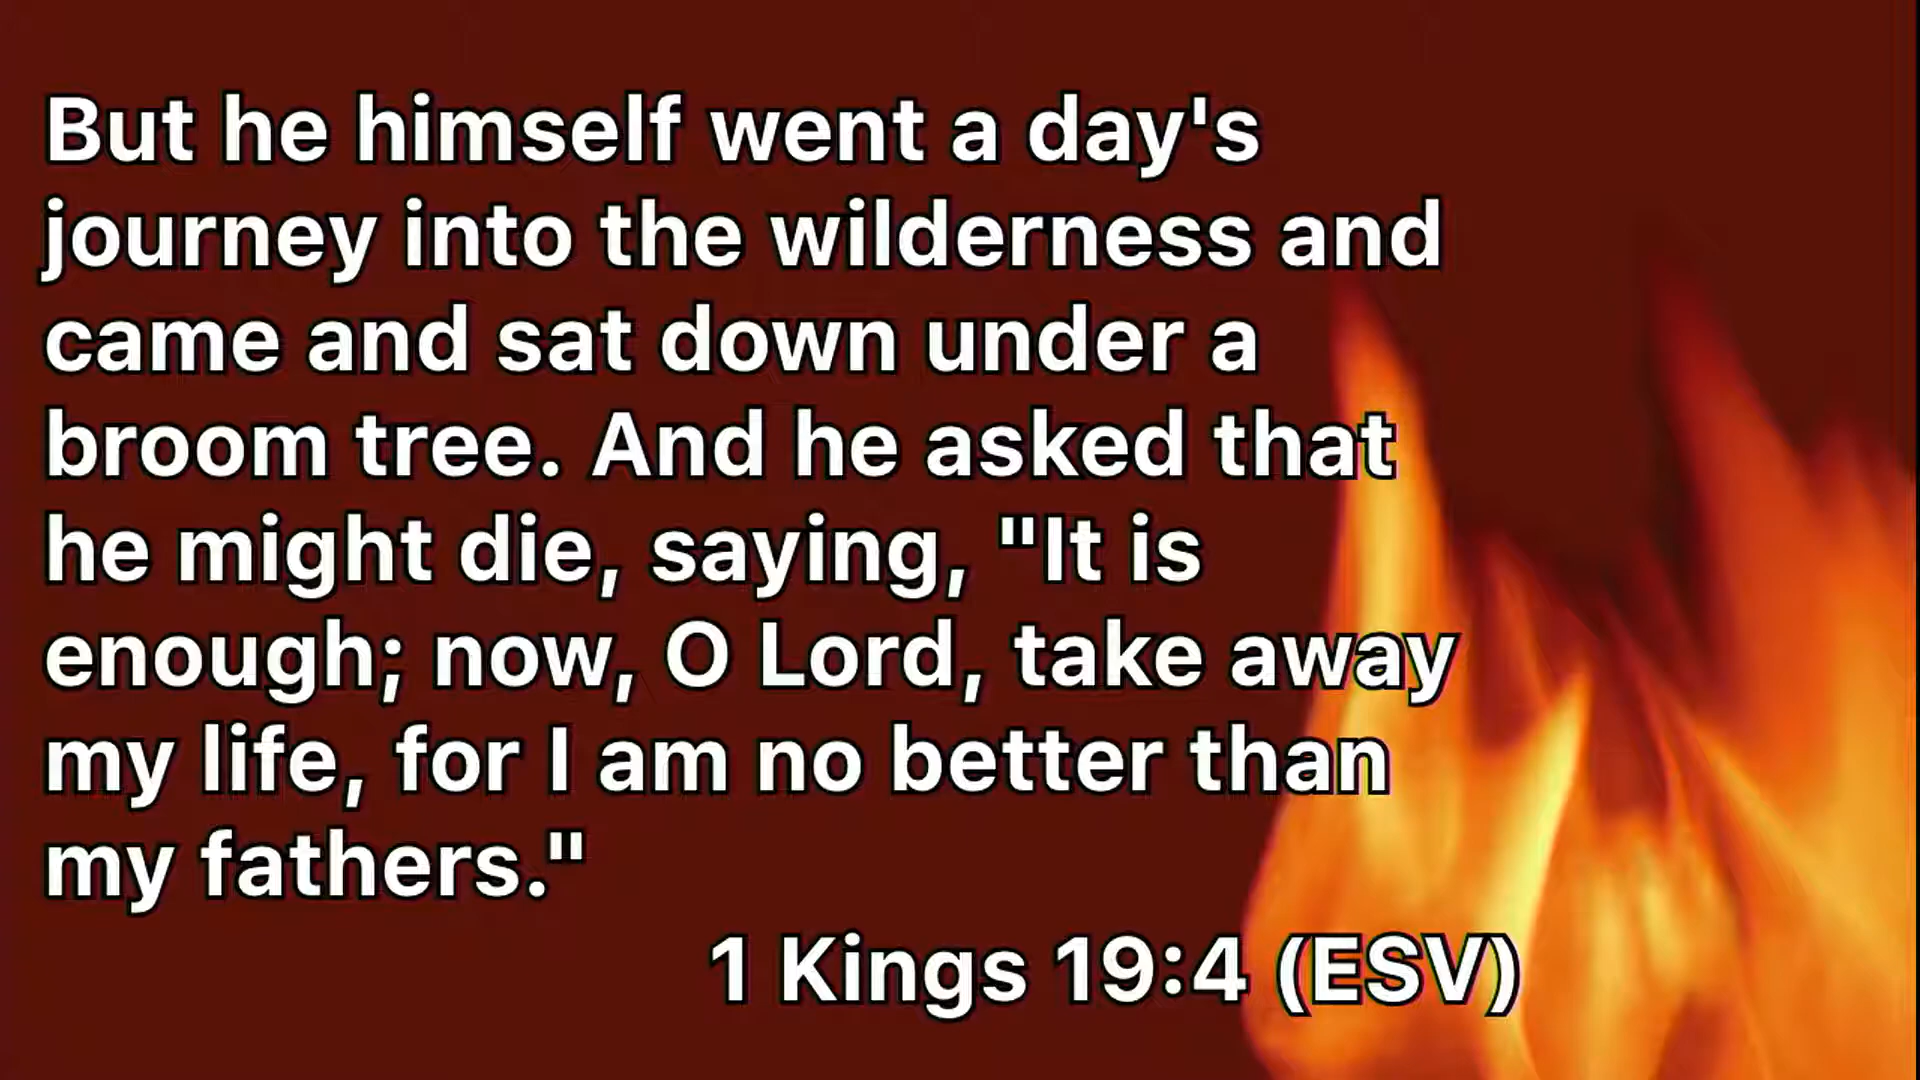 But he himself went a day's
journey into the wilderness and
came and sat down under a
broom tree. And he asked that
he might die, saying, "It is
enough; now, O Lord, take away
my life, for I am no better than
my fathers."
1 Kings 19:4 (ESV)